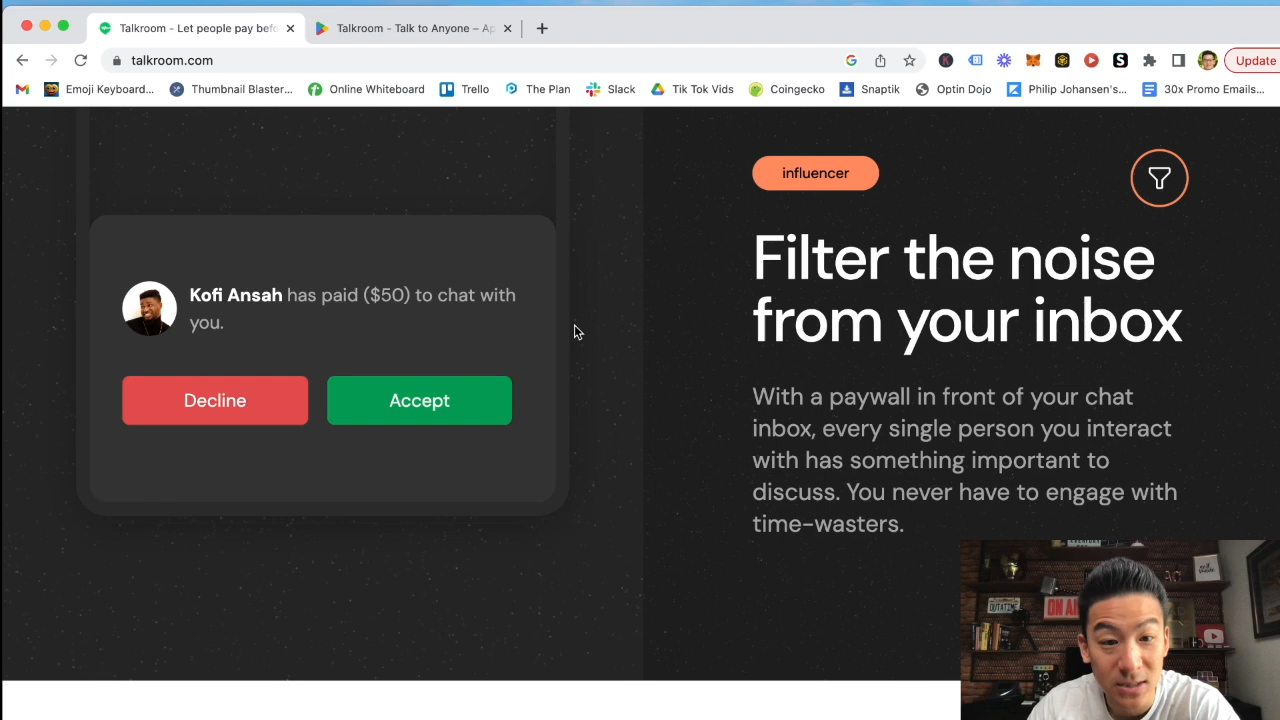 Talkroom - Let people pay befo
Talkroom - Talk to Anyone – Ap
talkroom.com
Update
Emoji Keyboard...
Thumbnail Blaster...
Online Whiteboard
Trello
The Plan
Slack
Tik Tok Vids
Coingecko
Snaptik
Optin Dojo
Philip Johansen's...
30x Promo Emails...
Kofi Ansah has paid ($50) to chat with
you.
Decline
Accept
influencer
Filter the noise
from your inbox
With a paywall in front of your chat
inbox, every single person you interact
with has something important to
discuss. You never have to engage with
time-wasters.
OUTATIME
ON AI